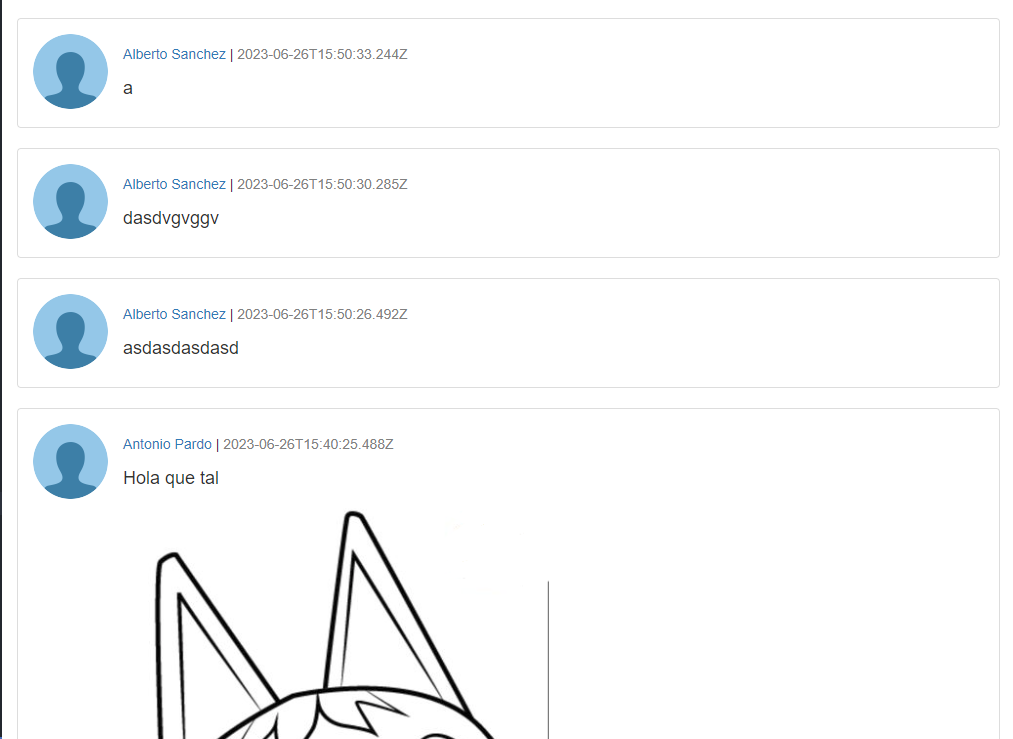 Alberto Sanchez | 2023-06-26T15:50:33.244Z
a
Alberto Sanchez | 2023-06-26T15:50:30.285Z
dasdvgvggv
Alberto Sanchez | 2023-06-26T15:50:26.492Z
asdasdasdasd
Antonio Pardo | 2023-06-26T15:40:25.488Z
Hola que tal